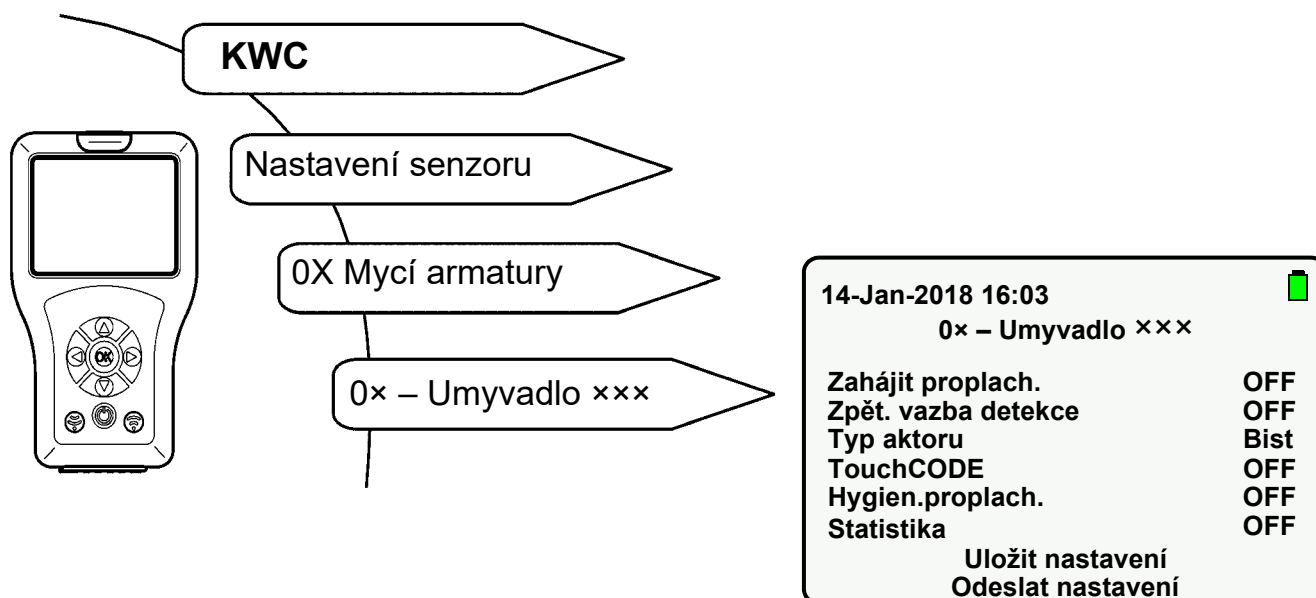 KWC
Nastavení senzoru
0X Mycí armatury
0× – Umyvadlo ×××
OK
14-Jan-2018 16:03
0× – Umyvadlo ×××
Zahájit proplach. OFF
Zpět. vazba detekce OFF
Typ aktoru Bist
TouchCODE OFF
Hygien.proplach. OFF
Statistika OFF
Uložit nastavení
Odeslat nastavení